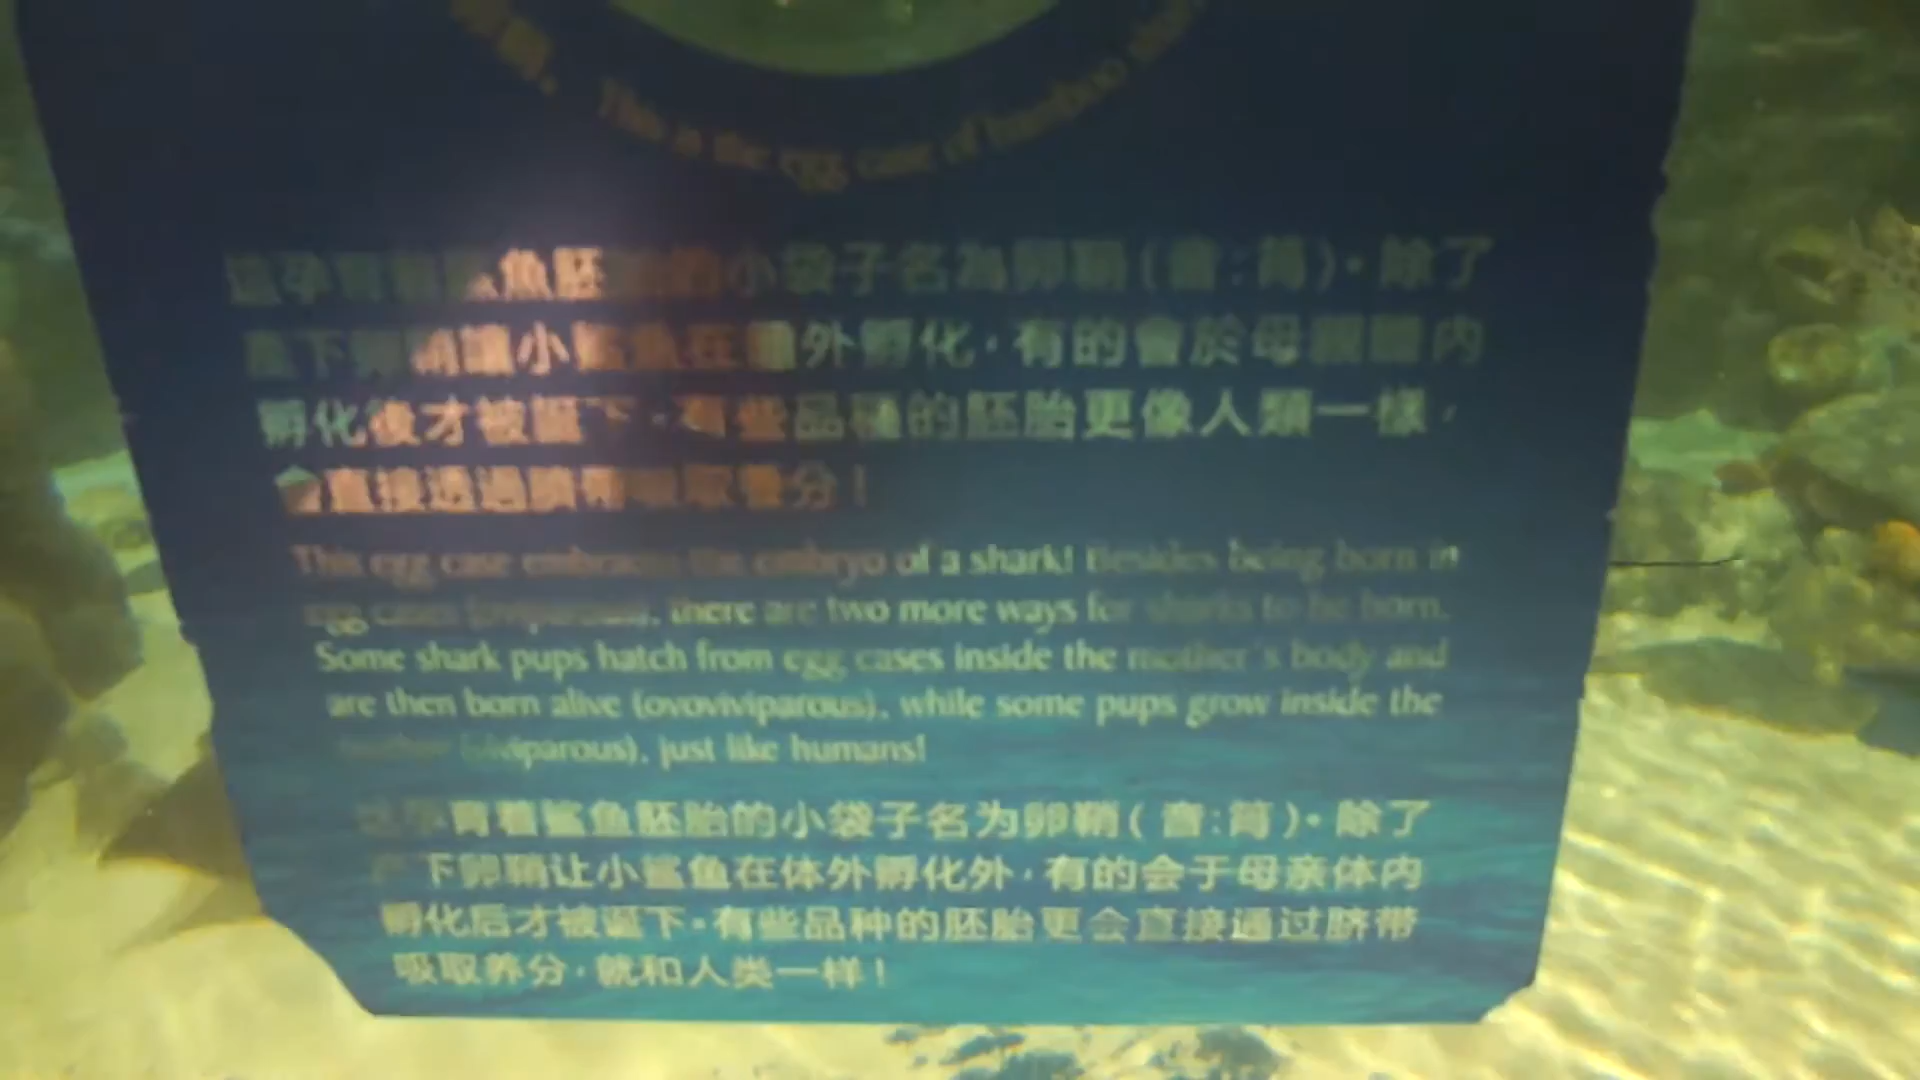 This is the egg case of bamboo
這孕育着鯊魚胚胎的小袋子名為卵鞘(音:筒)。除了
產下卵鞘讓小鯊魚在體外孵化，有的會於母親體內
孵化後才被誕下。有些品種的胚胎更像人類一樣，
會直接透過臍帶吸取養分！
This egg case embraces the embryo of a shark! Besides being born in
egg cases (oviparous), there are two more ways for sharks to be born.
Some shark pups hatch from egg cases inside the mother's body and
are then born alive (ovoviviparous), while some pups grow inside the
mother (viviparous), just like humans!
孕育着鲨鱼胚胎的小袋子名为卵鞘(音:筒)。除了
下卵鞘让小鲨鱼在体外孵化外，有的会于母亲体内
孵化后才被诞下。有些品种的胚胎更会直接通过脐带
吸取养分，就和人类一样！